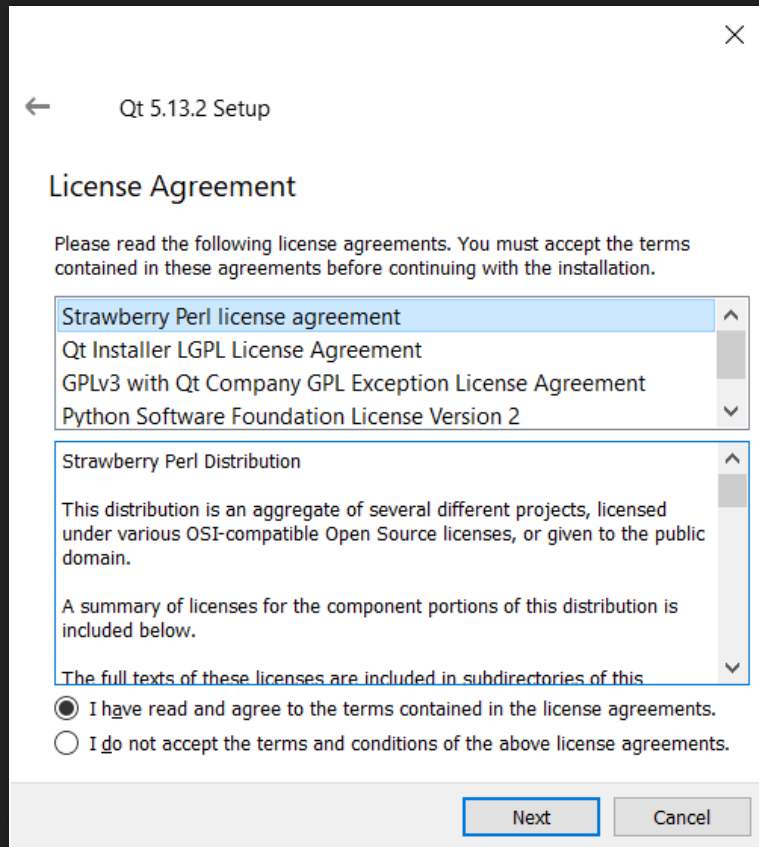 Qt 5.13.2 Setup
License Agreement
Please read the following license agreements. You must accept the terms
contained in these agreements before continuing with the installation.
Strawberry Perl license agreement
Qt Installer LGPL License Agreement
GPLv3 with Qt Company GPL Exception License Agreement
Python Software Foundation License Version 2
Strawberry Perl Distribution
This distribution is an aggregate of several different projects, licensed
under various OSI-compatible Open Source licenses, or given to the public
domain.
A summary of licenses for the component portions of this distribution is
included below.
The full texts of these licenses are included in subdirectories of this
I have read and agree to the terms contained in the license agreements.
I do not accept the terms and conditions of the above license agreements.
Next
Cancel